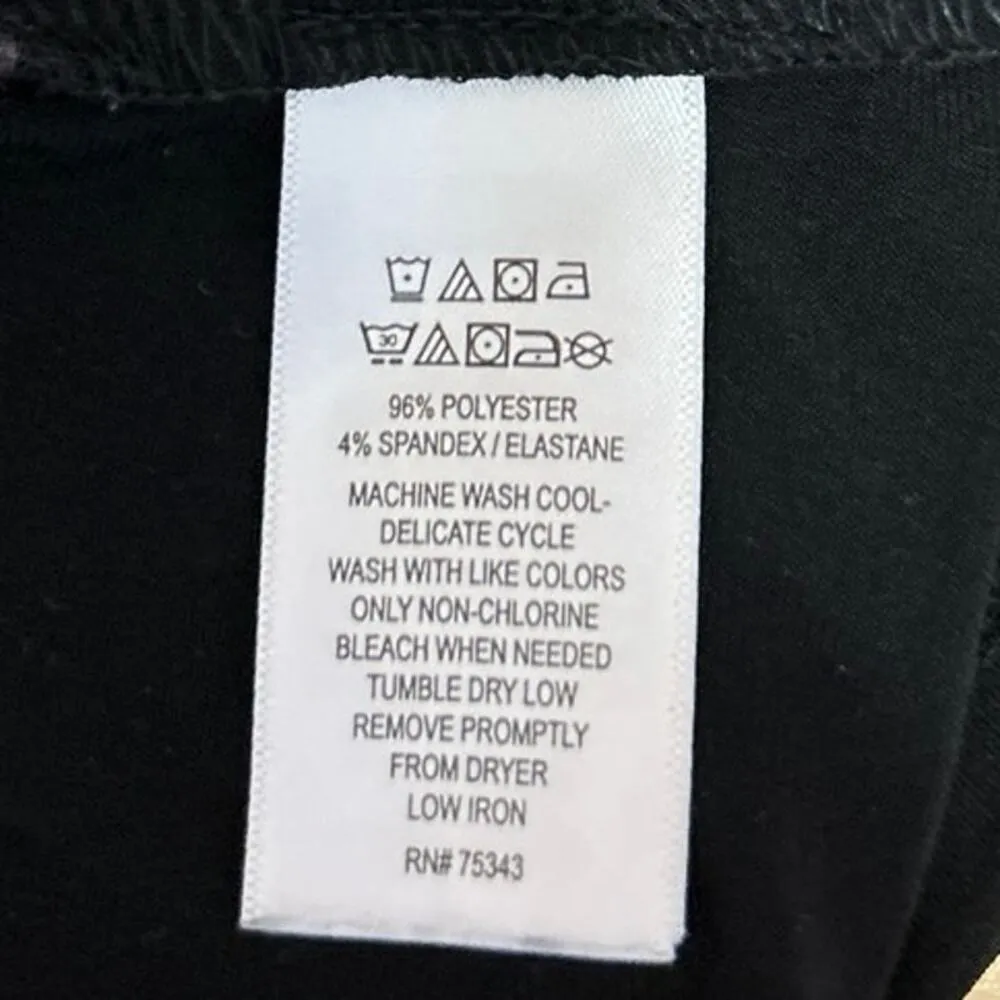 30
96% POLYESTER
4% SPANDEX / ELASTANE
MACHINE WASH COOL-
DELICATE CYCLE
WASH WITH LIKE COLORS
ONLY NON-CHLORINE
BLEACH WHEN NEEDED
TUMBLE DRY LOW
REMOVE PROMPTLY
FROM DRYER
LOW IRON
RN# 75343